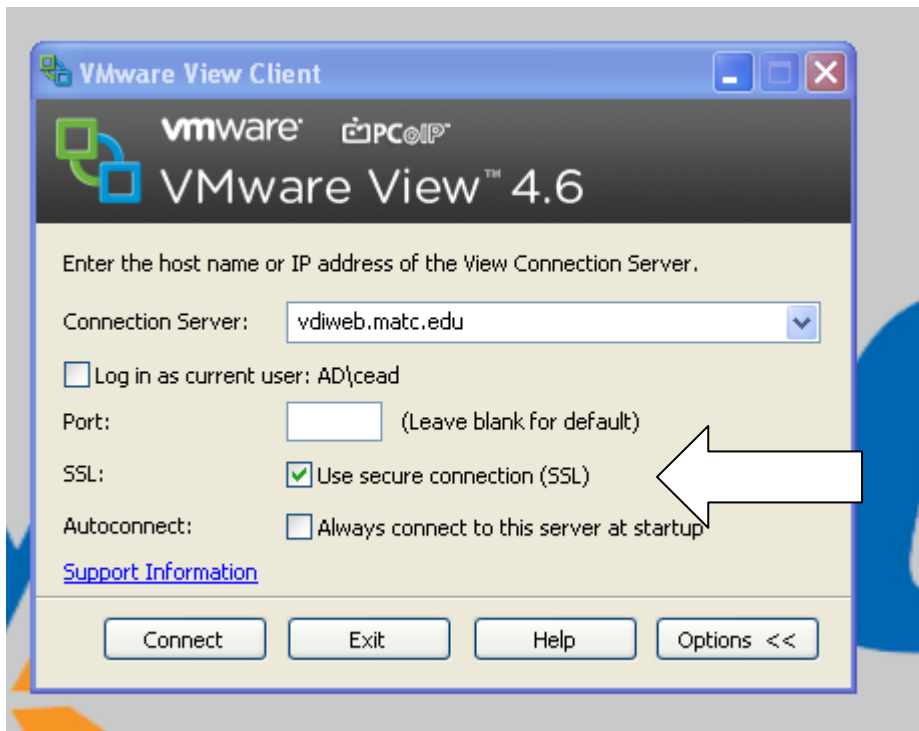 VMware View Client
vmware PCoIP™
VMware View™ 4.6
Enter the host name or IP address of the View Connection Server.
Connection Server: vdiweb.matc.edu
Log in as current user: AD\cead
Port: (Leave blank for default)
SSL: Use secure connection (SSL)
Autoconnect: Always connect to this server at startup
Support Information
Connect Exit Help Options <<